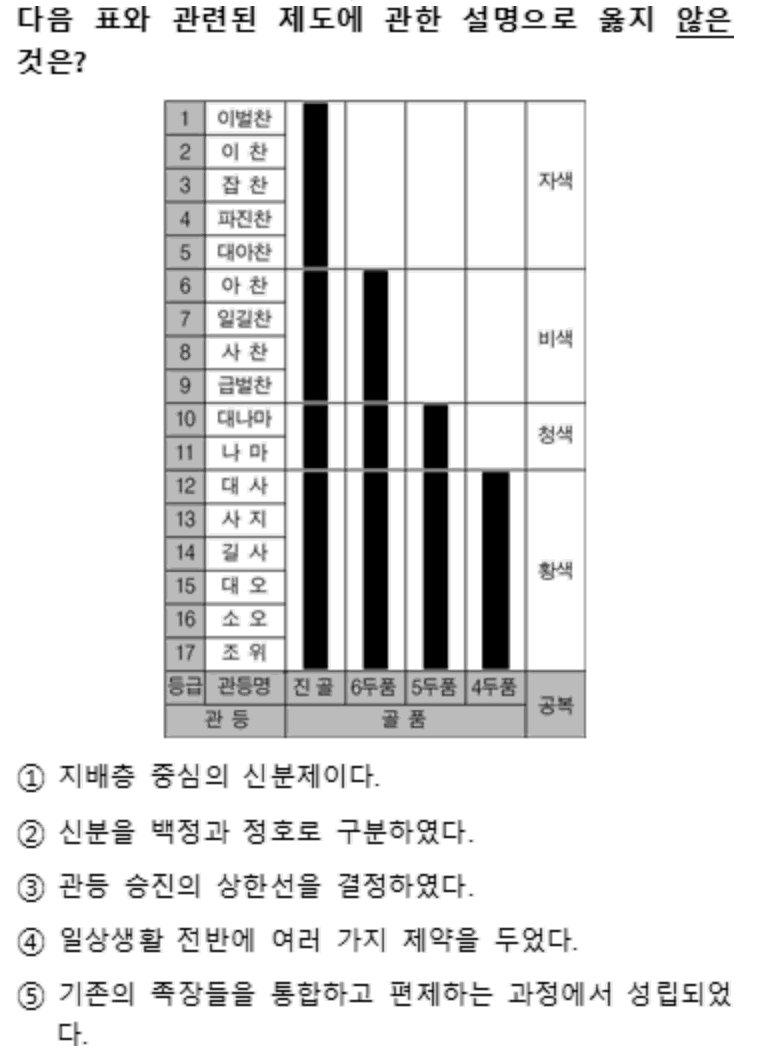 다음 표와 관련된 제도에 관한 설명으로 옳지 않은
것은?
1 이벌찬
2 이 찬
3 잡 찬
4 파진찬
5 대아찬
자색
6 아 찬
7 일길찬
8 사 찬
9 급벌찬
비색
10 대나마
11 나 마
청색
12 대 사
13 사 지
14 길 사
15 대 오
16 소 오
17 조 위
황색
등급 관등명 진 골 6두품 5두품 4두품 공복
관 등 골 품
① 지배층 중심의 신분제이다.
② 신분을 백정과 정호로 구분하였다.
③ 관등 승진의 상한선을 결정하였다.
④ 일상생활 전반에 여러 가지 제약을 두었다.
⑤ 기존의 족장들을 통합하고 편제하는 과정에서 성립되었
다.